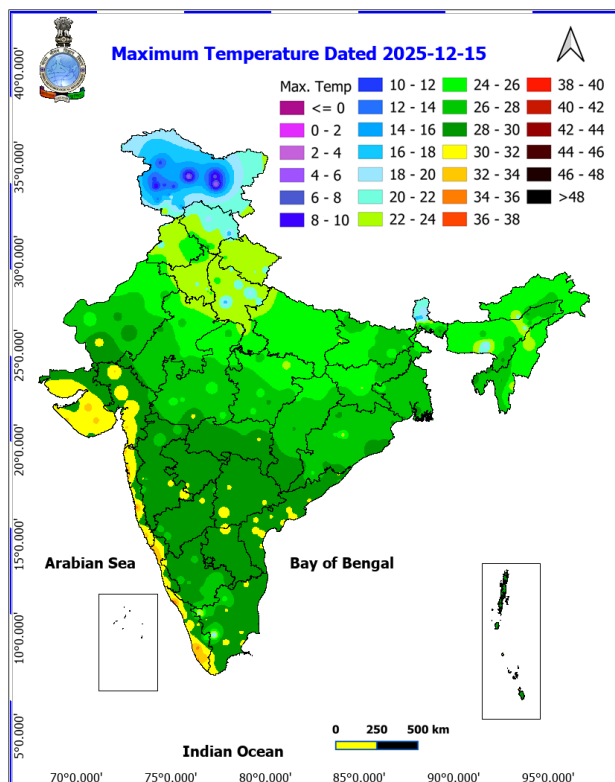 Maximum Temperature Dated 2025-12-15
Max. Temp
<= 0
0 - 2
2 - 4
4 - 6
6 - 8
8 - 10
10 - 12
12 - 14
14 - 16
16 - 18
18 - 20
20 - 22
22 - 24
24 - 26
26 - 28
28 - 30
30 - 32
32 - 34
34 - 36
36 - 38
38 - 40
40 - 42
42 - 44
44 - 46
46 - 48
>48
40°0.000'
35°0.000'
30°0.000'
25°0.000'
20°0.000'
15°0.000'
10°0.000'
5°0.000'
Arabian Sea
Bay of Bengal
0 250 500 km
Indian Ocean
70°0.000' 75°0.000' 80°0.000' 85°0.000' 90°0.000' 95°0.000'